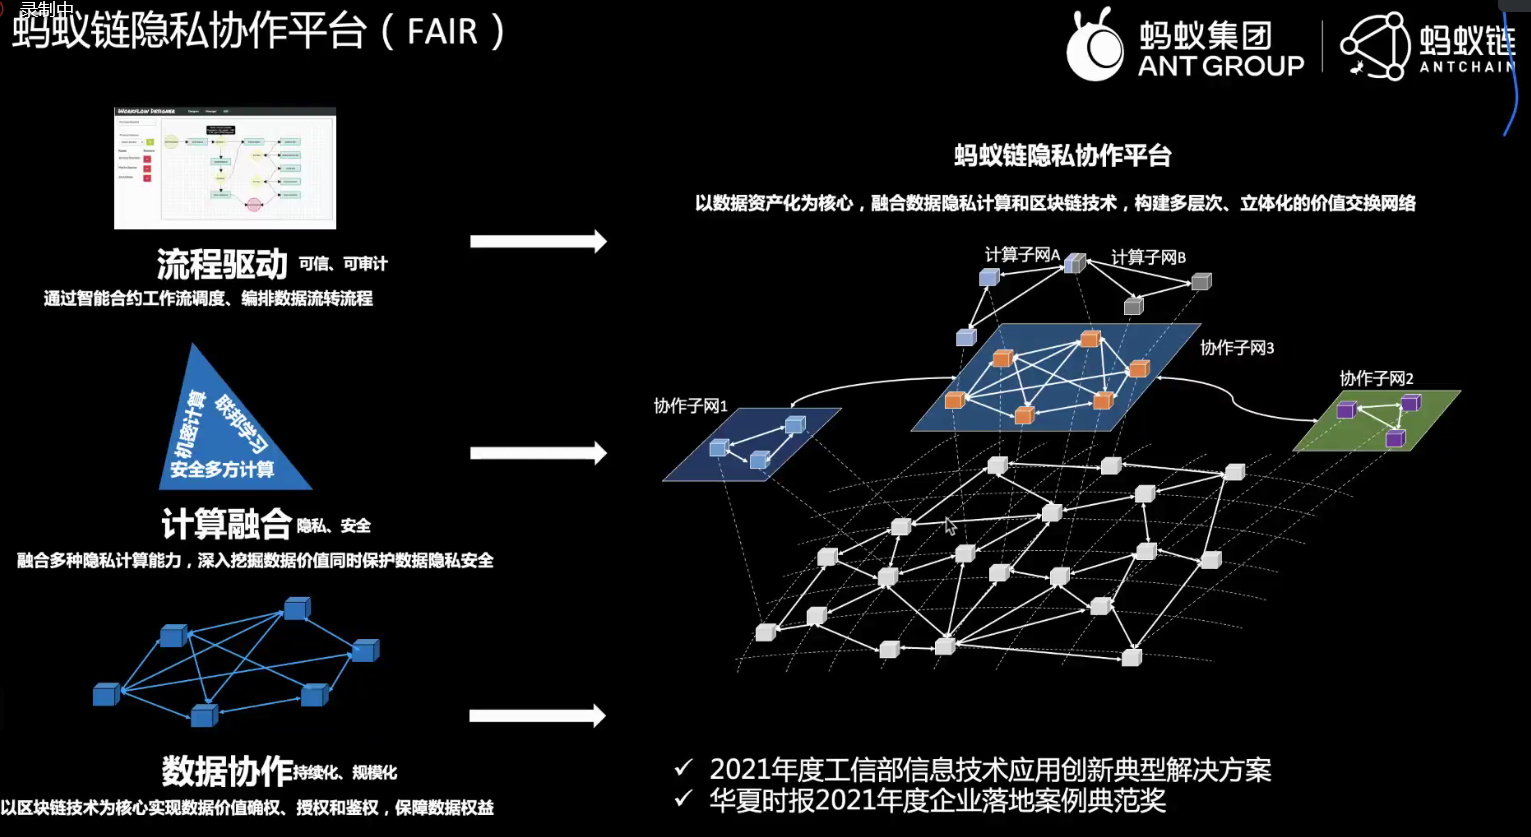 录制中
蚂蚁链隐私协作平台（FAIR）
蚂蚁集团
ANT GROUP
蚂蚁链
ANTCHAIN
WORKFLOW DESIGNER
流程驱动 可信、可审计
通过智能合约工作流调度、编排数据流转流程
机密计算
联邦学习
安全多方计算
计算融合 隐私、安全
融合多种隐私计算能力，深入挖掘数据价值同时保护数据隐私安全
数据协作 持续化、规模化
以区块链技术为核心实现数据价值确权、授权和鉴权，保障数据权益
蚂蚁链隐私协作平台
以数据资产化为核心，融合数据隐私计算和区块链技术，构建多层次、立体化的价值交换网络
计算子网A
计算子网B
协作子网3
协作子网2
协作子网1
✓ 2021年度工信部信息技术应用创新典型解决方案
✓ 华夏时报2021年度企业落地案例典范奖